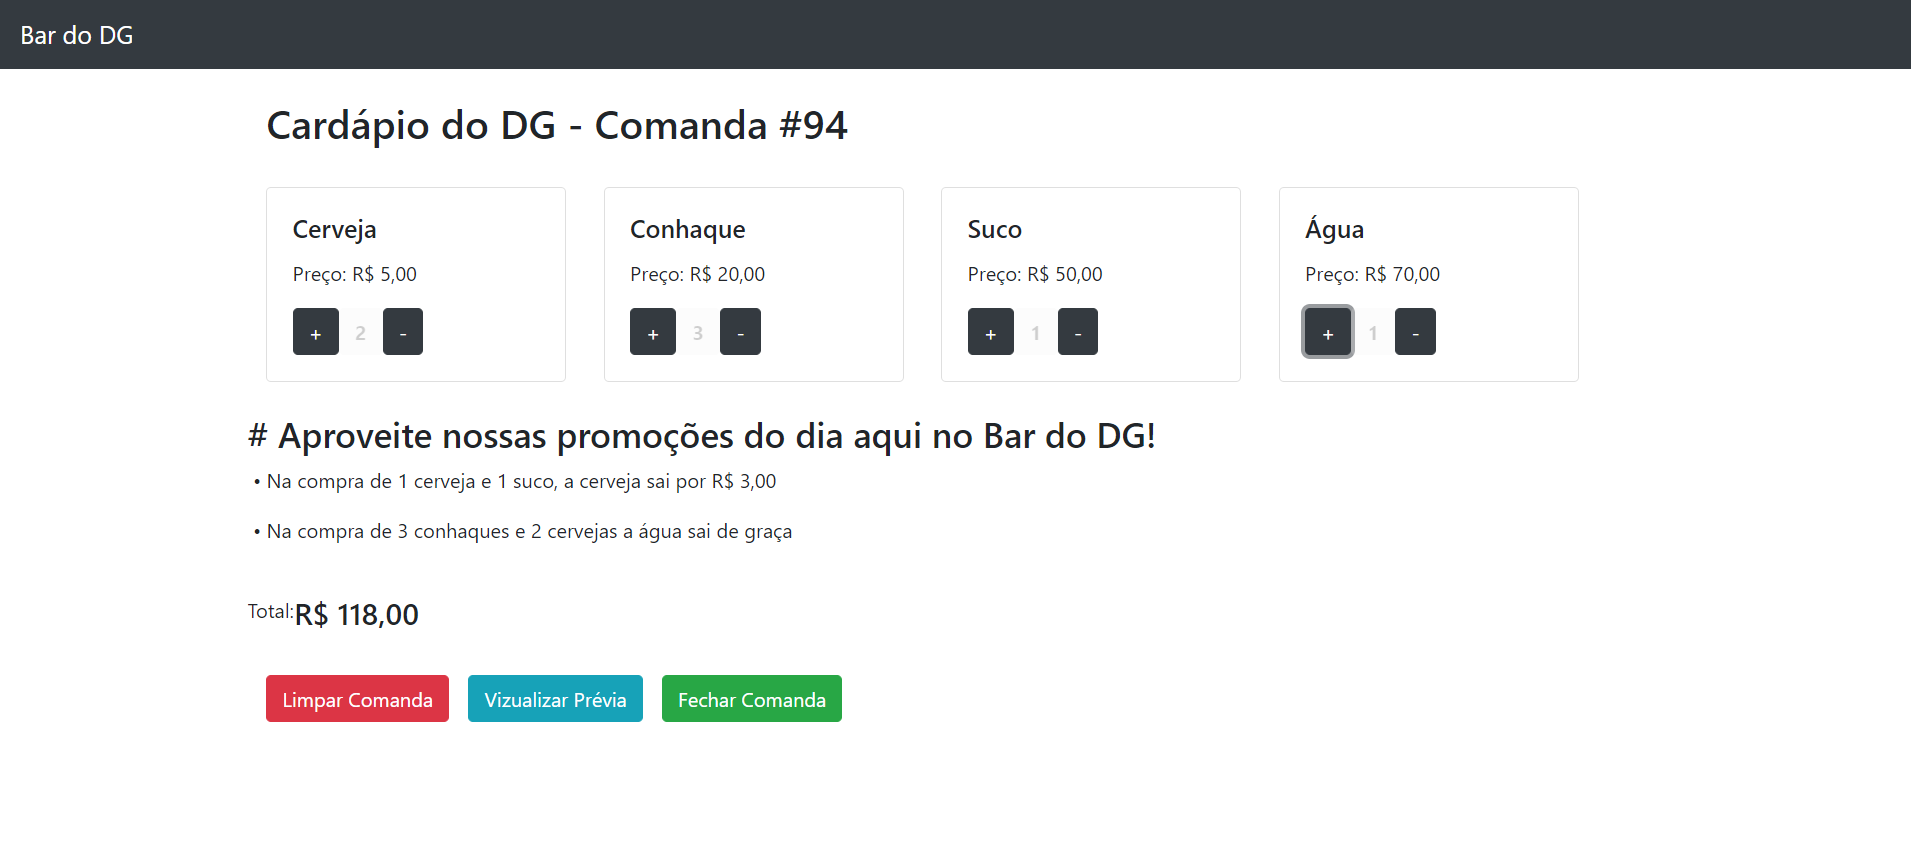 Bar do DG
Cardápio do DG - Comanda #94
Cerveja
Preço: R$ 5,00
+ 2 -
Conhaque
Preço: R$ 20,00
+ 3 -
Suco
Preço: R$ 50,00
+ 1 -
Água
Preço: R$ 70,00
+ 1 -
# Aproveite nossas promoções do dia aqui no Bar do DG!
• Na compra de 1 cerveja e 1 suco, a cerveja sai por R$ 3,00
• Na compra de 3 conhaques e 2 cervejas a água sai de graça
Total:R$ 118,00
Limpar Comanda Vizualizar Prévia Fechar Comanda